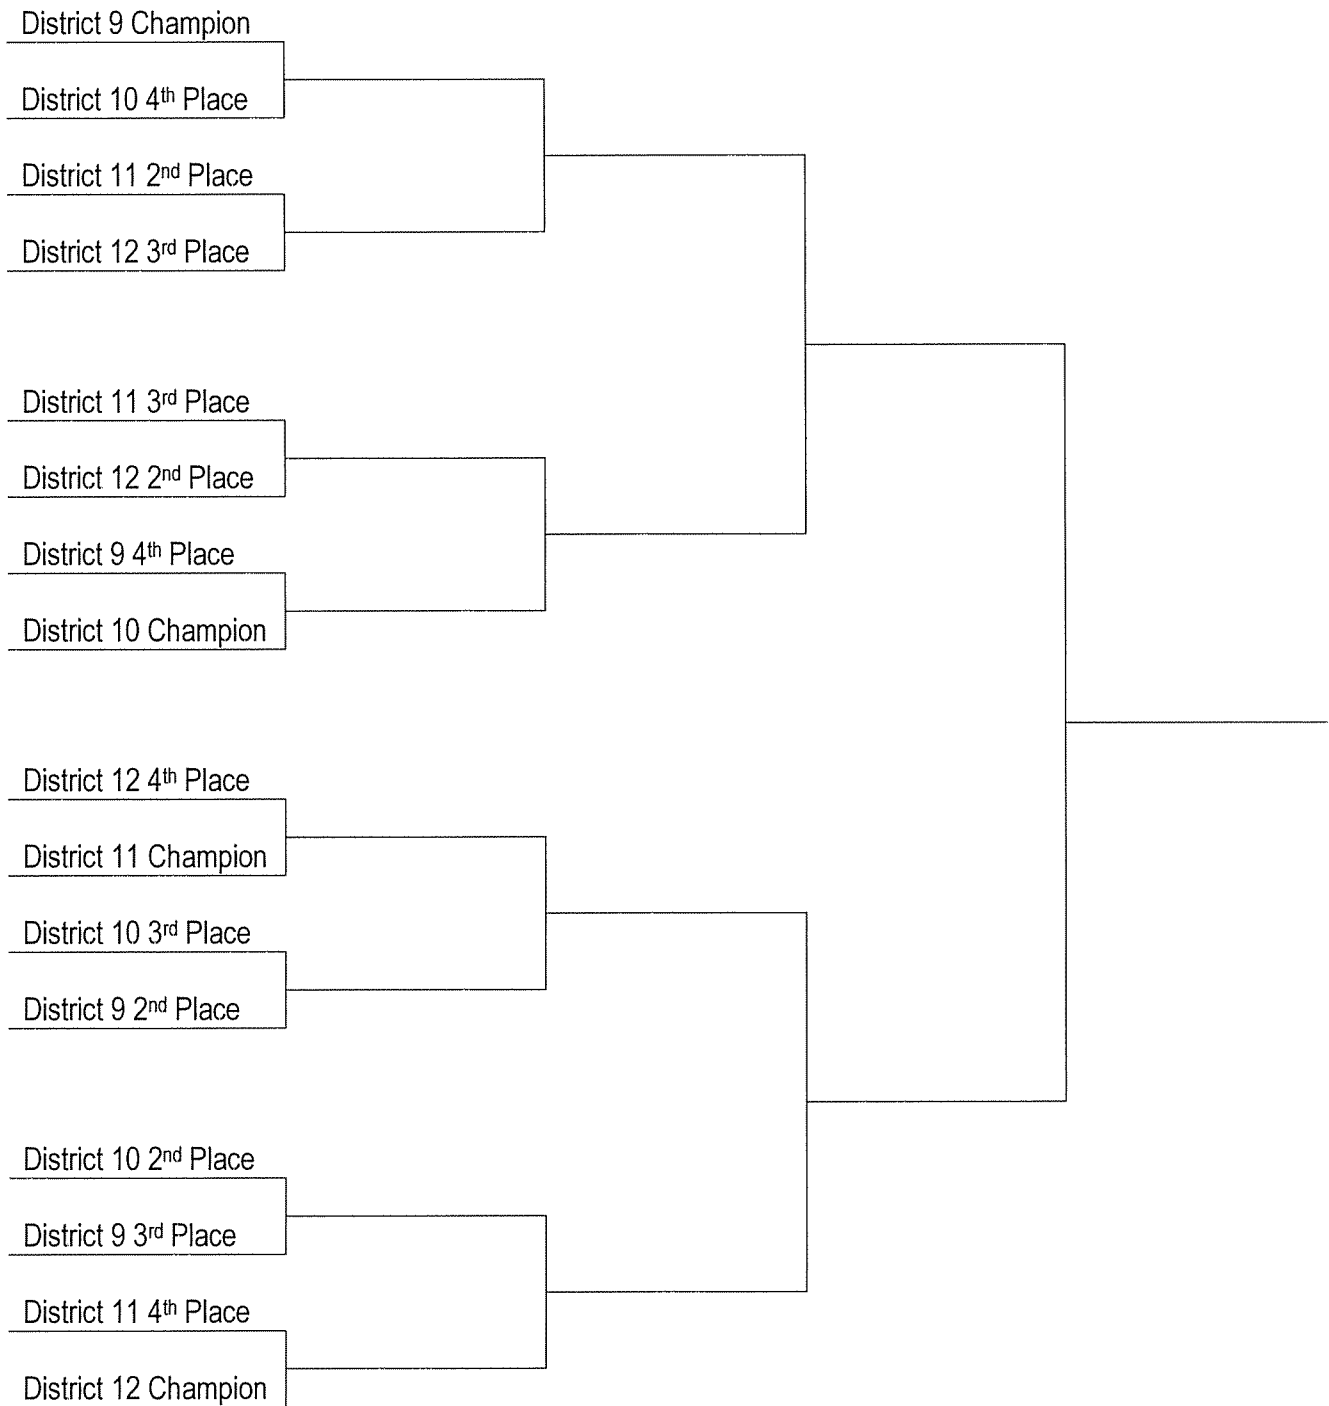 District 9 Champion
District 10 4th Place
District 11 2nd Place
District 12 3rd Place
District 11 3rd Place
District 12 2nd Place
District 9 4th Place
District 10 Champion
District 12 4th Place
District 11 Champion
District 10 3rd Place
District 9 2nd Place
District 10 2nd Place
District 9 3rd Place
District 11 4th Place
District 12 Champion